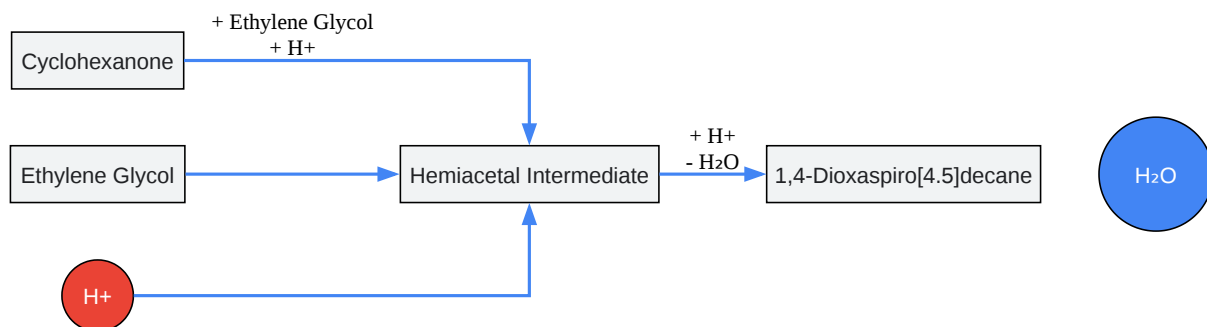 + Ethylene Glycol
+ H+
Cyclohexanone
+ H+
- H₂O
Ethylene Glycol
Hemiacetal Intermediate
1,4-Dioxaspiro[4.5]decane
H₂O
H+